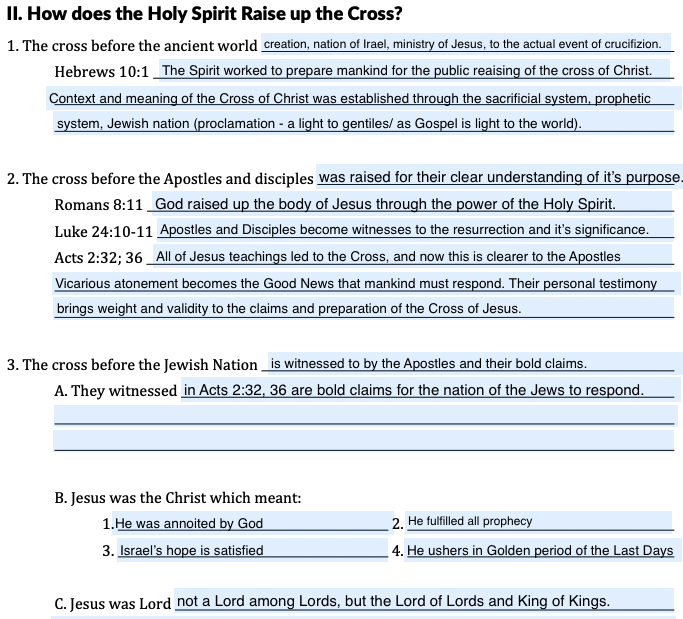 II. How does the Holy Spirit Raise up the Cross?
1. The cross before the ancient world creation, nation of Irael, ministry of Jesus, to the actual event of crucifizion.
Hebrews 10:1 The Spirit worked to prepare mankind for the public reaising of the cross of Christ.
Context and meaning of the Cross of Christ was established through the sacrificial system, prophetic
system, Jewish nation (proclamation - a light to gentiles/ as Gospel is light to the world).
2. The cross before the Apostles and disciples was raised for their clear understanding of it's purpose.
Romans 8:11 God raised up the body of Jesus through the power of the Holy Spirit.
Luke 24:10-11 Apostles and Disciples become witnesses to the resurrection and it's significance.
Acts 2:32; 36 All of Jesus teachings led to the Cross, and now this is clearer to the Apostles
Vicarious atonement becomes the Good News that mankind must respond. Their personal testimony
brings weight and validity to the claims and preparation of the Cross of Jesus.
3. The cross before the Jewish Nation is witnessed to by the Apostles and their bold claims.
A. They witnessed in Acts 2:32, 36 are bold claims for the nation of the Jews to respond.
B. Jesus was the Christ which meant:
1. He was annoited by God 2. He fulfilled all prophecy
3. Israel's hope is satisfied 4. He ushers in Golden period of the Last Days
C. Jesus was Lord not a Lord among Lords, but the Lord of Lords and King of Kings.